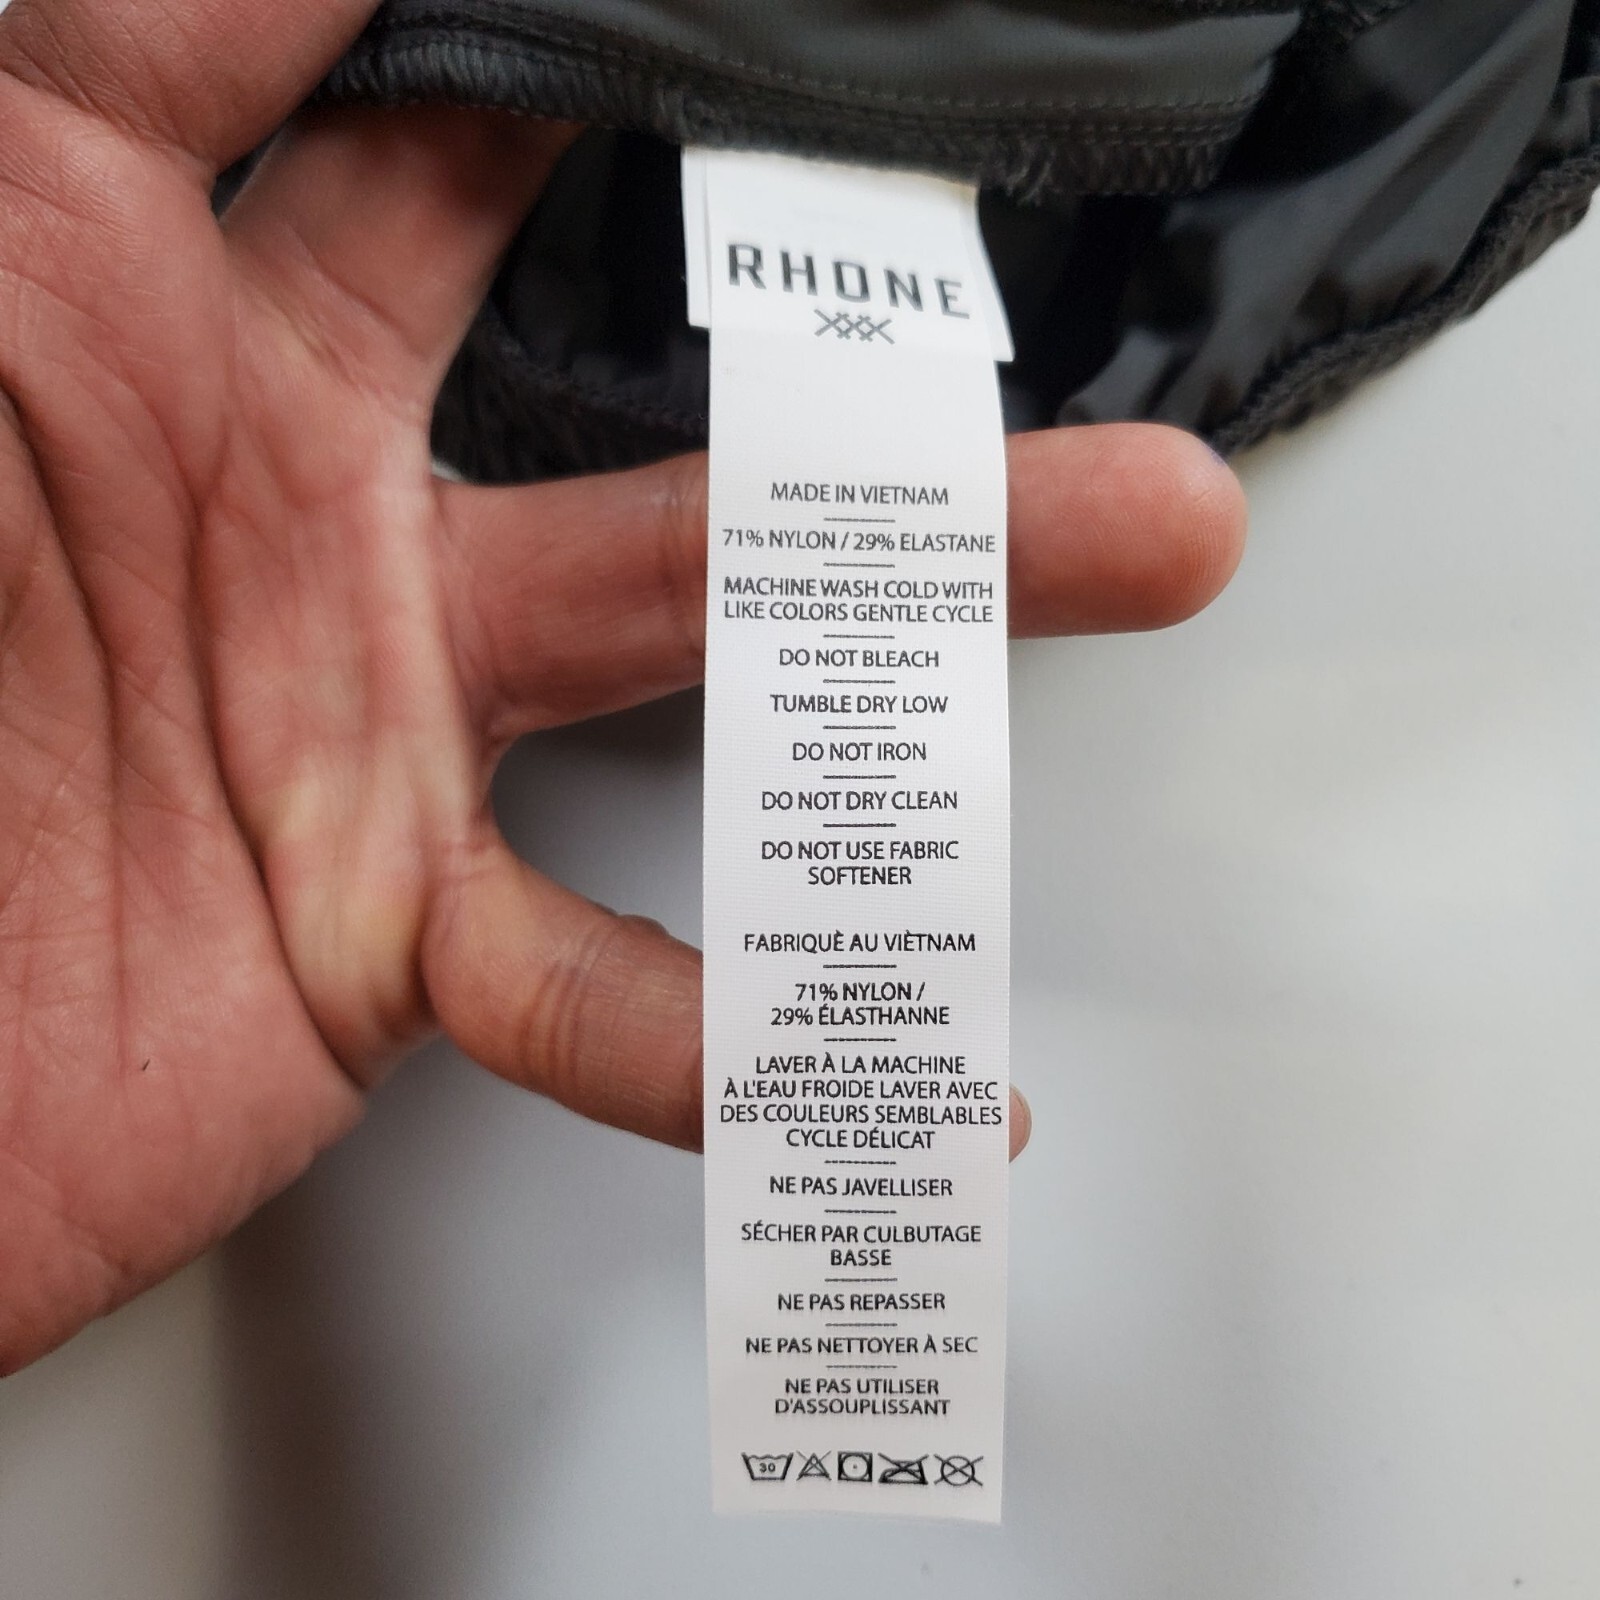 RHONE
MADE IN VIETNAM
71% NYLON / 29% ELASTANE
MACHINE WASH COLD WITH
LIKE COLORS GENTLE CYCLE
DO NOT BLEACH
TUMBLE DRY LOW
DO NOT IRON
DO NOT DRY CLEAN
DO NOT USE FABRIC
SOFTENER
FABRIQUÈ AU VIÈTNAM
71% NYLON /
29% ÉLASTHANNE
LAVER À LA MACHINE
À L'EAU FROIDE LAVER AVEC
DES COULEURS SEMBLABLES
CYCLE DÉLICAT
NE PAS JAVELLISER
SÉCHER PAR CULBUTAGE
BASSE
NE PAS REPASSER
NE PAS NETTOYER À SEC
NE PAS UTILISER
D'ASSOUPLISSANT
30